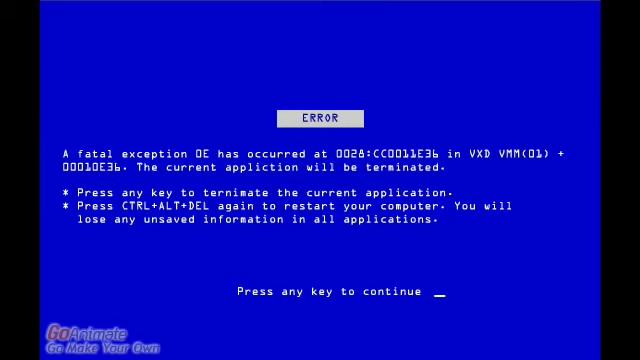 ERROR
A fatal exception 0E has occurred at 0028:CC0011E36 in VXD VMM(01) +
00010E36. The current appliction will be terminated.
* Press any key to ternimate the current application.
* Press CTRL+ALT+DEL again to restart your computer. You will
lose any unsaved information in all applications.
Press any key to continue _
GoAnimate
Go Make Your Own